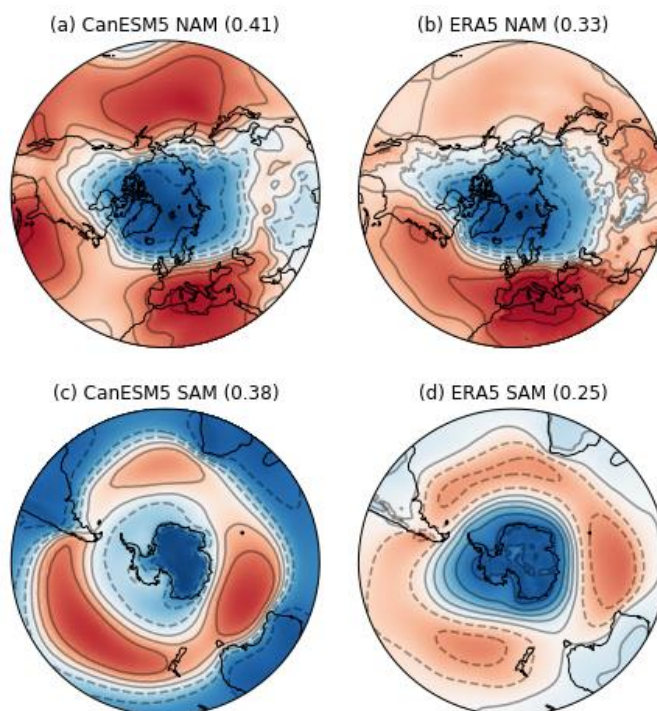 (a) CanESM5 NAM (0.41)
(b) ERA5 NAM (0.33)
(c) CanESM5 SAM (0.38)
(d) ERA5 SAM (0.25)